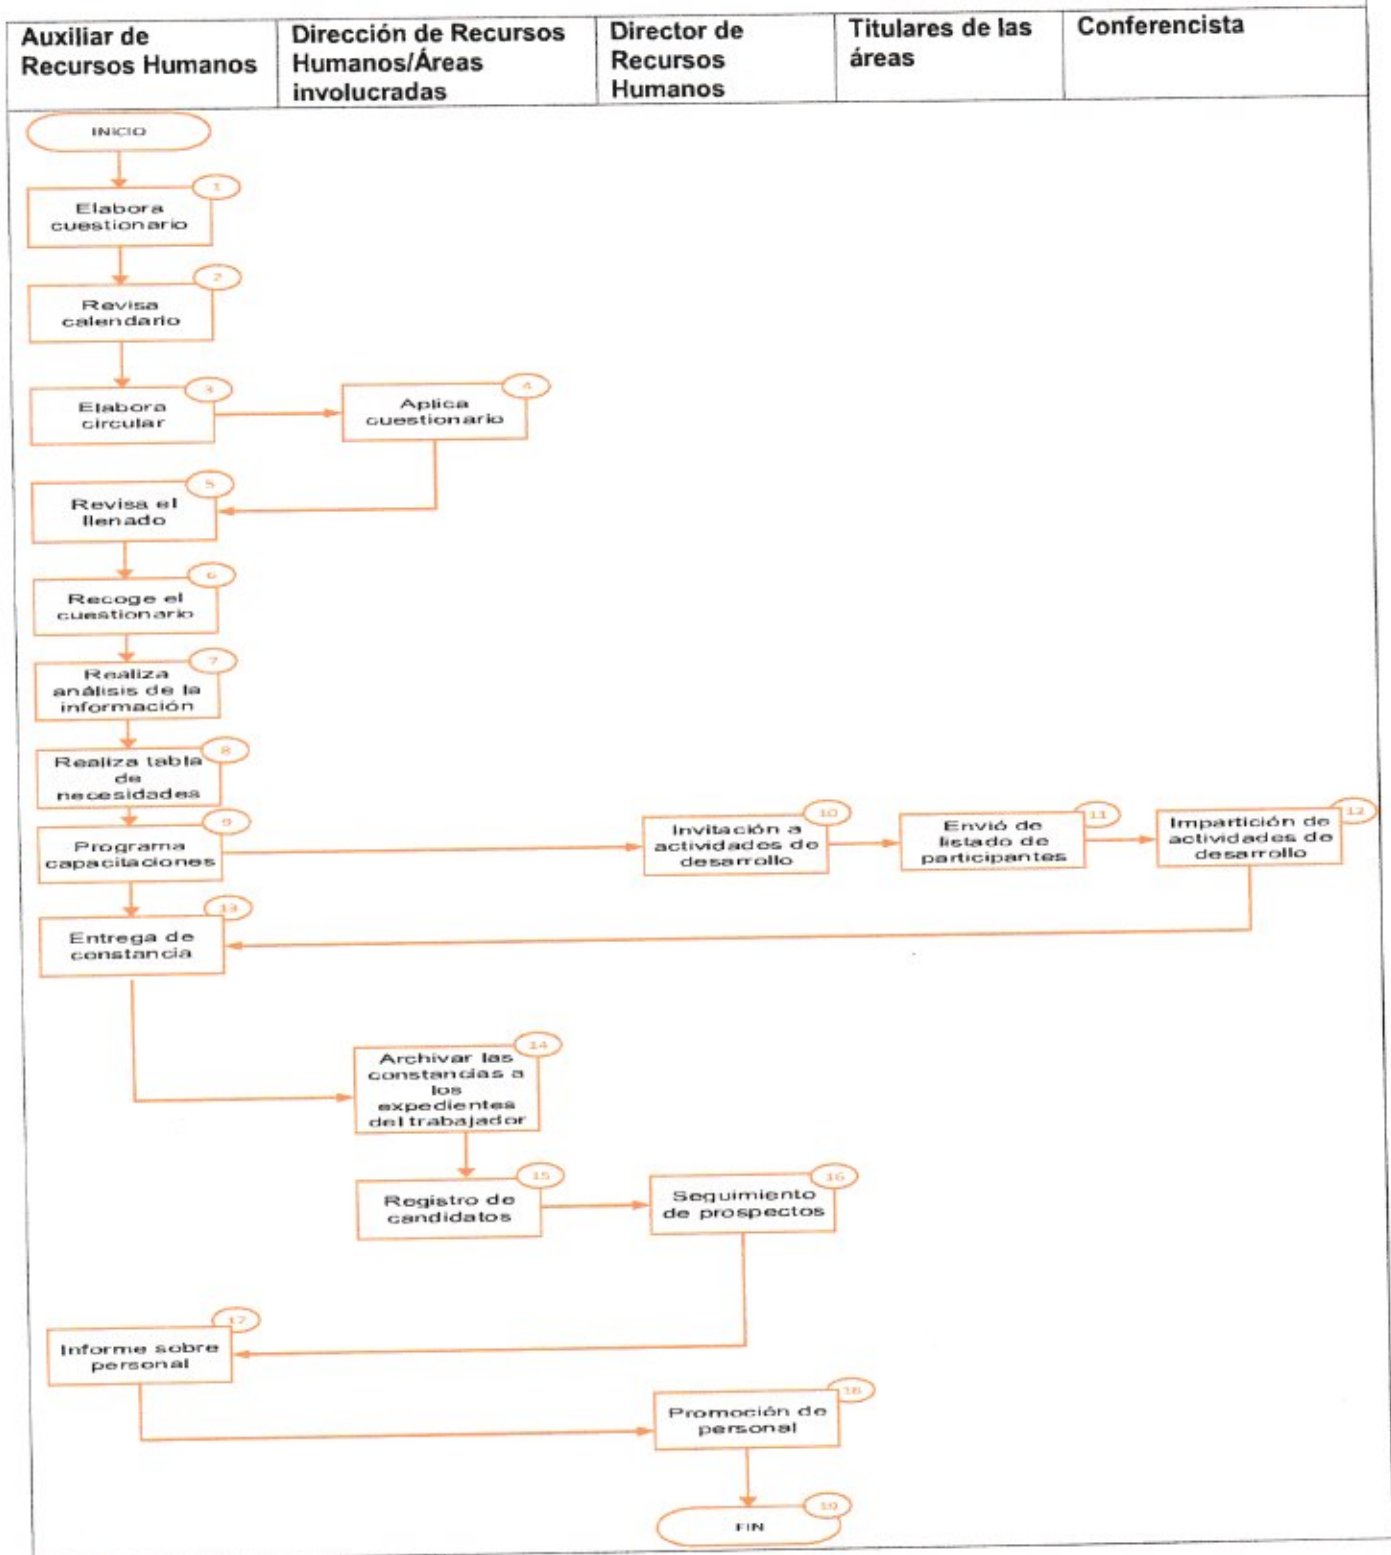 Auxiliar de
Recursos Humanos
Dirección de Recursos
Humanos/Áreas
involucradas
Director de
Recursos
Humanos
Titulares de las
áreas
Conferencista
INICIO
1
Elabora
cuestionario
2
Revisa
calendario
3
Elabora
circular
4
Aplica
cuestionario
5
Revisa el
llenado
6
Recoge el
cuestionario
7
Realiza
análisis de la
información
8
Realiza tabla
de
necesidades
9
Programa
capacitaciones
10
Invitación a
actividades de
desarrollo
11
Envió de
listado de
participantes
12
Impartición de
actividades de
desarrollo
13
Entrega de
constancia
14
Archivar las
constancias a
los
expedientes
del trabajador
15
Registro de
candidatos
16
Seguimiento
de prospectos
17
Informe sobre
personal
18
Promoción de
personal
19
FIN